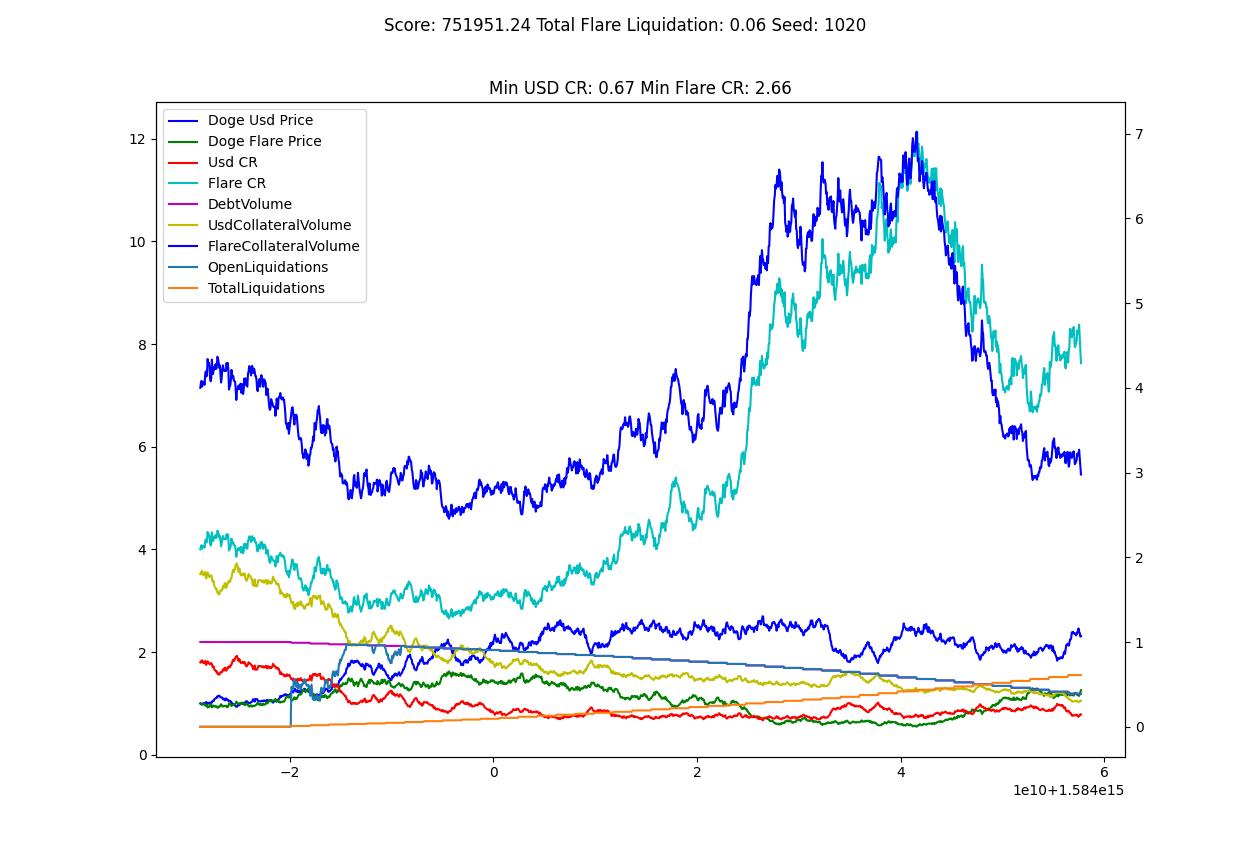 Score: 751951.24 Total Flare Liquidation: 0.06 Seed: 1020
Min USD CR: 0.67 Min Flare CR: 2.66
Doge Usd Price
Doge Flare Price
Usd CR
Flare CR
DebtVolume
UsdCollateralVolume
FlareCollateralVolume
OpenLiquidations
TotalLiquidations
12
10
8
6
4
2
0
7
6
5
4
3
2
1
0
−2 0 2 4 6
1e10+1.584e15